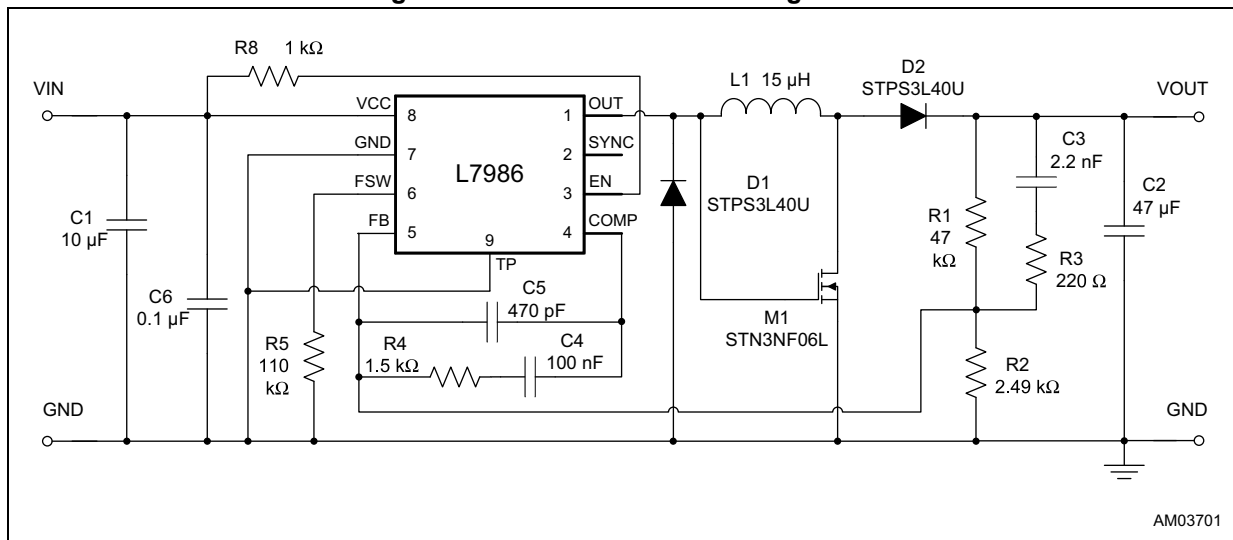 R8 1 kΩ
VIN
VCC
8
GND
7
FSW
6
FB
5
L7986
9
TP
1
OUT
2
SYNC
3
EN
4
COMP
L1 15 µH
D2
STPS3L40U
VOUT
D1
STPS3L40U
C3
2.2 nF
C2
47 µF
R1
47
kΩ
R3
220 Ω
C1
10 µF
C6
0.1 µF
C5
470 pF
R5
110
kΩ
R4
1.5 kΩ
C4
100 nF
M1
STN3NF06L
R2
2.49 kΩ
GND
GND
AM03701